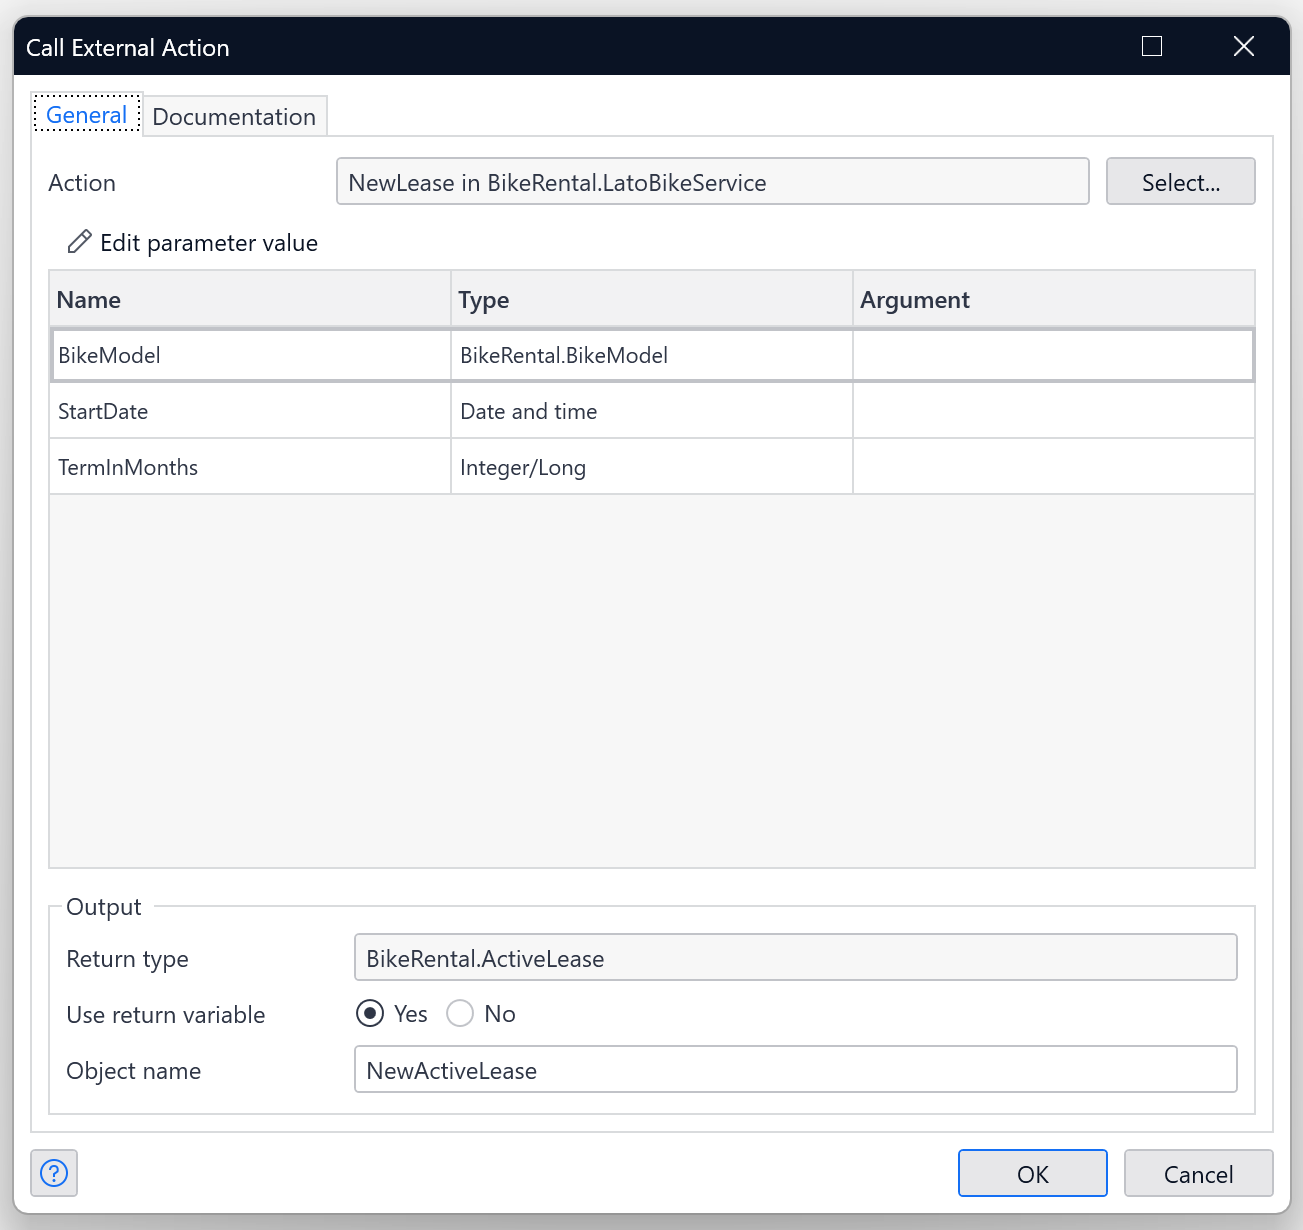 Call External Action
General Documentation
Action NewLease in BikeRental.LatoBikeService Select...
Edit parameter value
Name Type Argument
BikeModel BikeRental.BikeModel
StartDate Date and time
TermInMonths Integer/Long
Output
Return type BikeRental.ActiveLease
Use return variable Yes No
Object name NewActiveLease
? OK Cancel